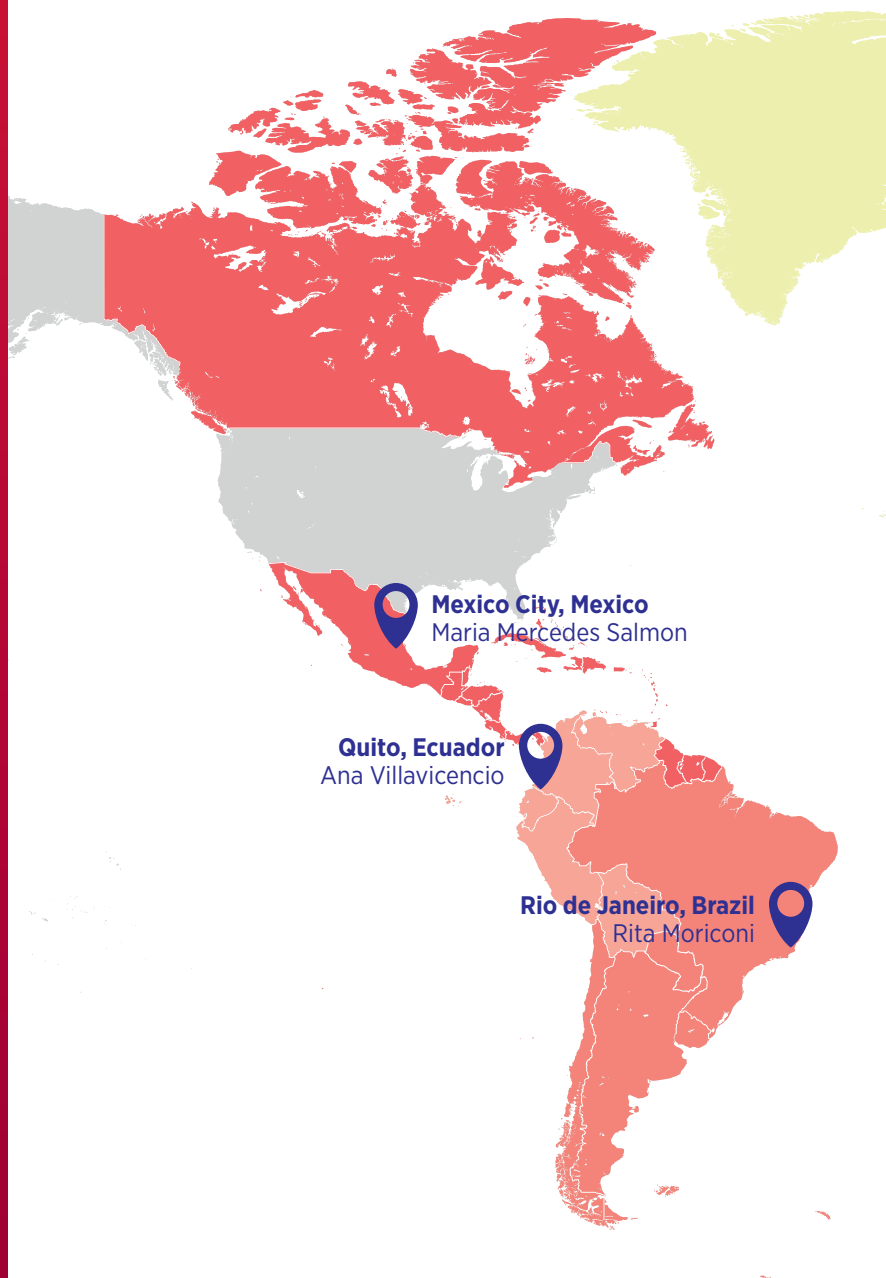 Mexico City, Mexico
Maria Mercedes Salmon
Quito, Ecuador
Ana Villavicencio
Rio de Janeiro, Brazil
Rita Moriconi